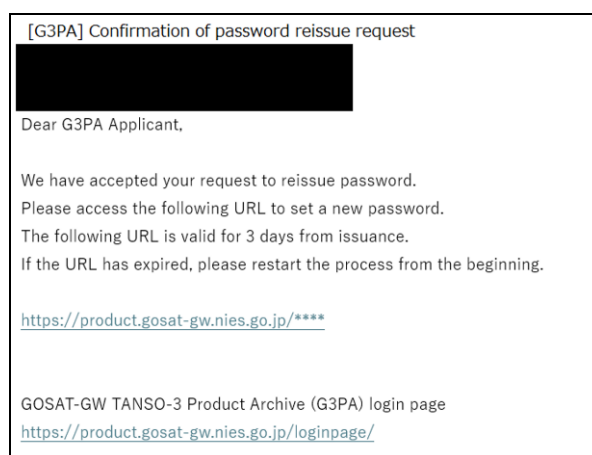 [G3PA] Confirmation of password reissue request
Dear G3PA Applicant,
We have accepted your request to reissue password.
Please access the following URL to set a new password.
The following URL is valid for 3 days from issuance.
If the URL has expired, please restart the process from the beginning.
https://product.gosat-gw.nies.go.jp/****
GOSAT-GW TANSO-3 Product Archive (G3PA) login page
https://product.gosat-gw.nies.go.jp/loginpage/